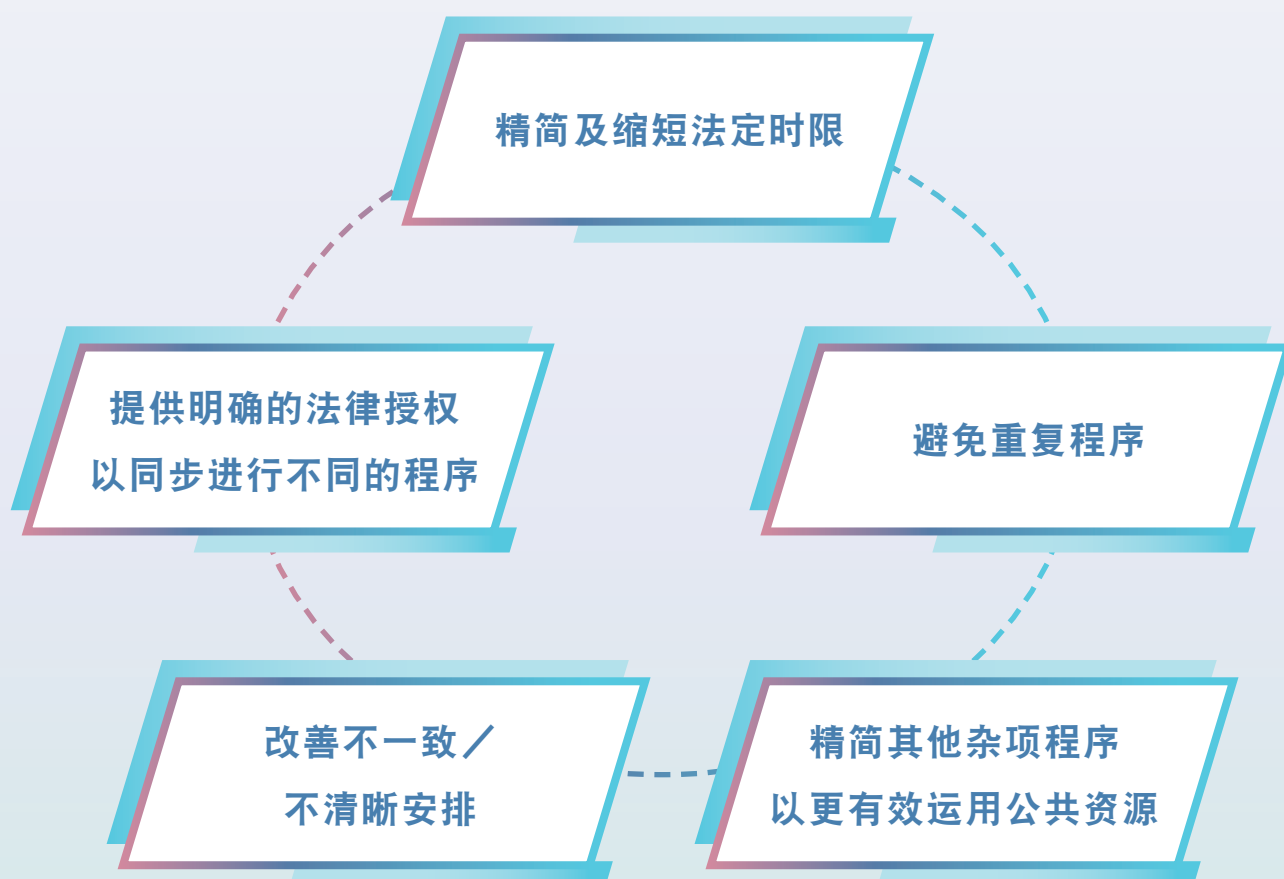 精简及缩短法定时限
提供明确的法律授权
以同步进行不同的程序
避免重复程序
改善不一致／
不清晰安排
精简其他杂项程序
以更有效运用公共资源